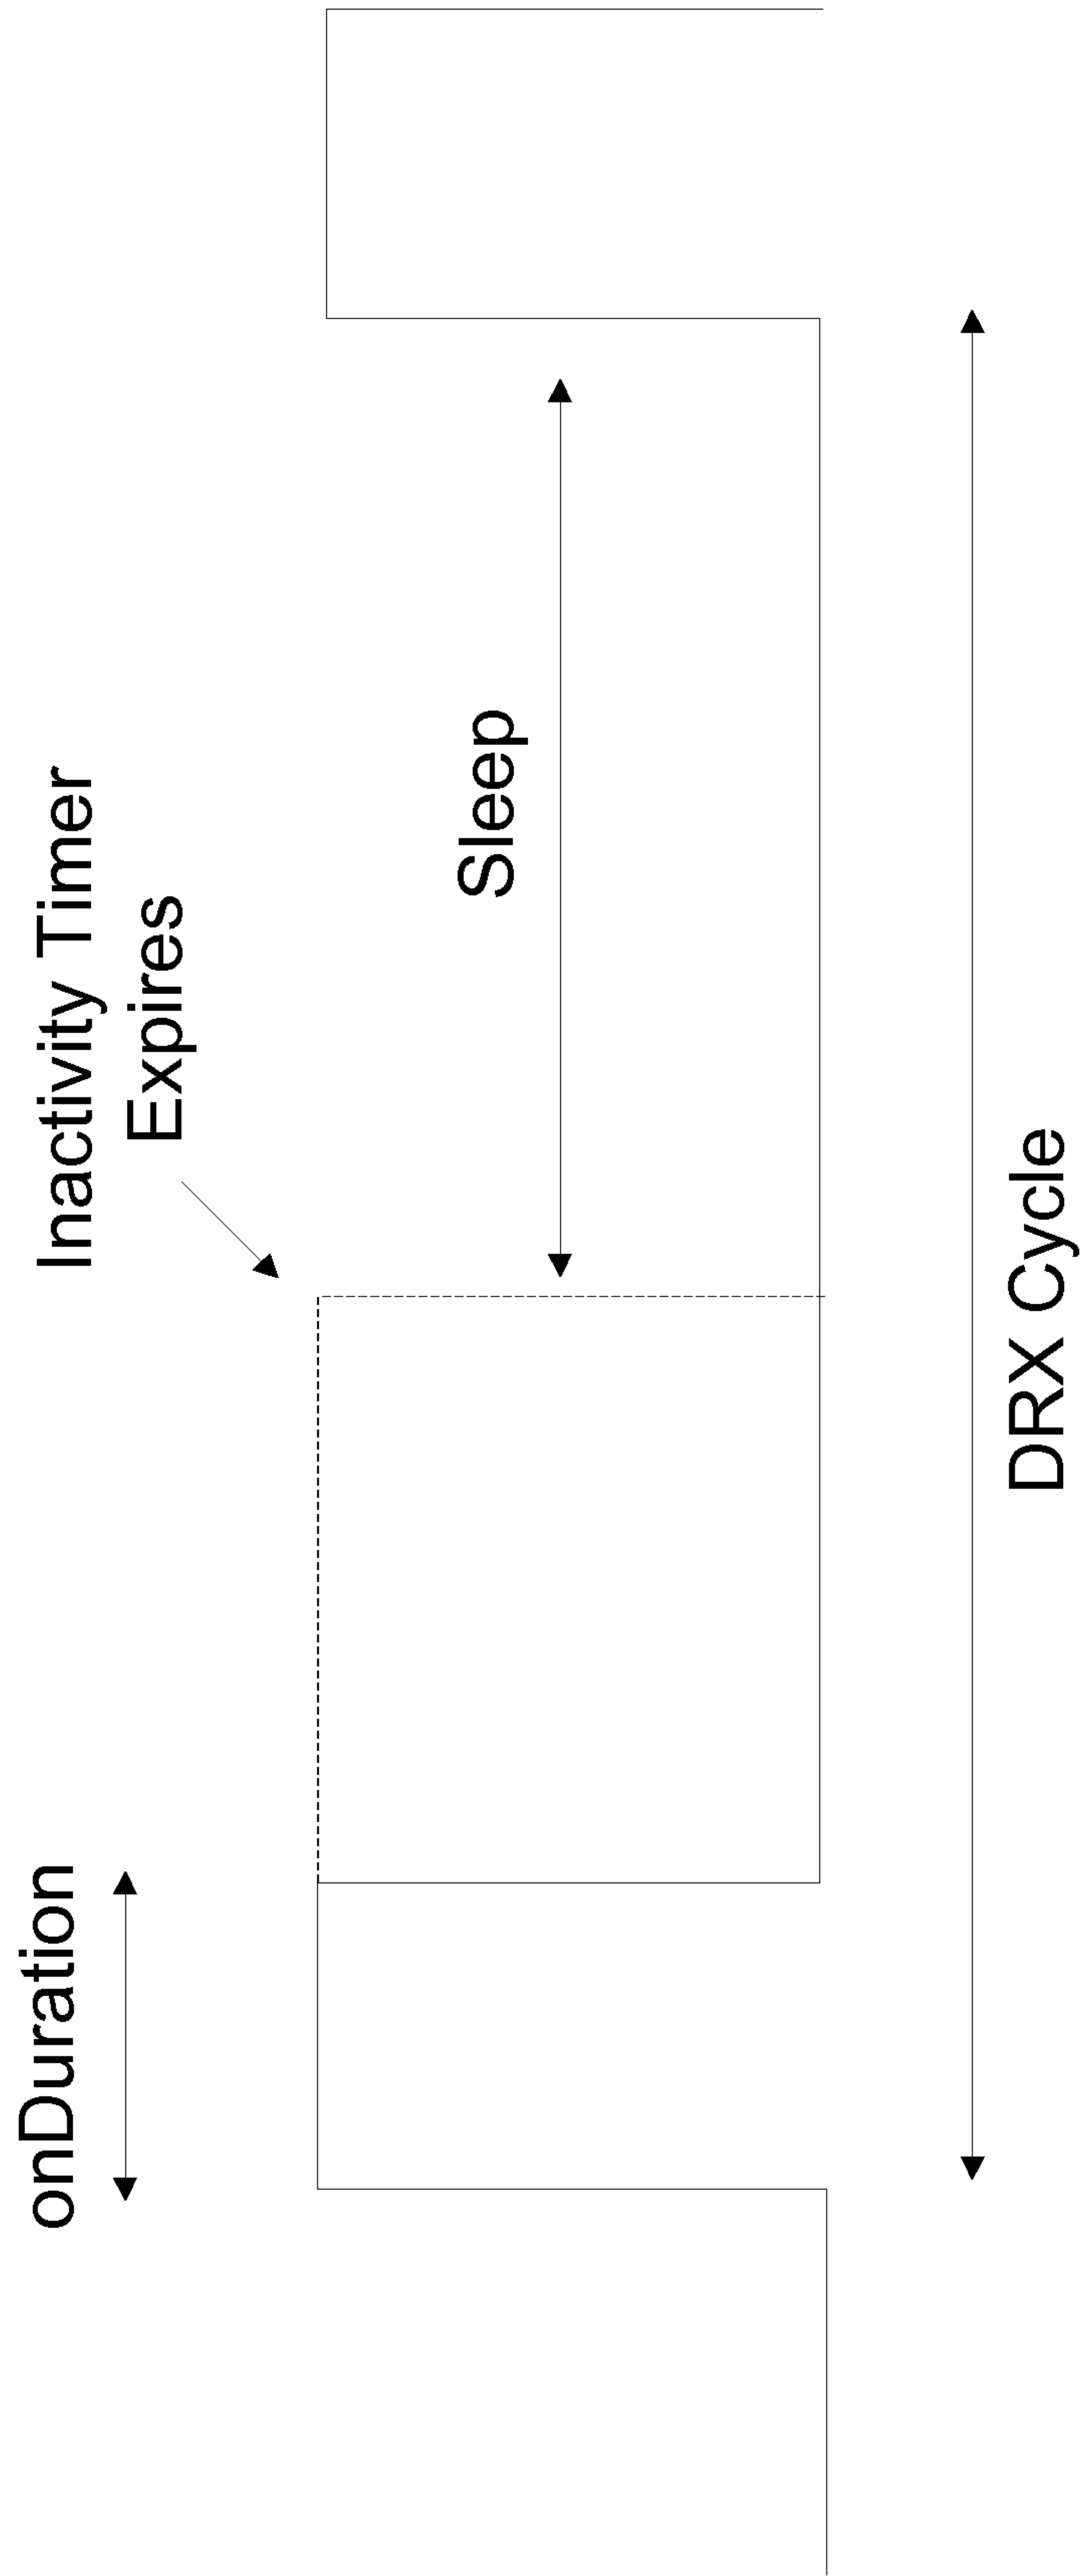 onDuration
Inactivity Timer
Expires
Sleep
DRX Cycle